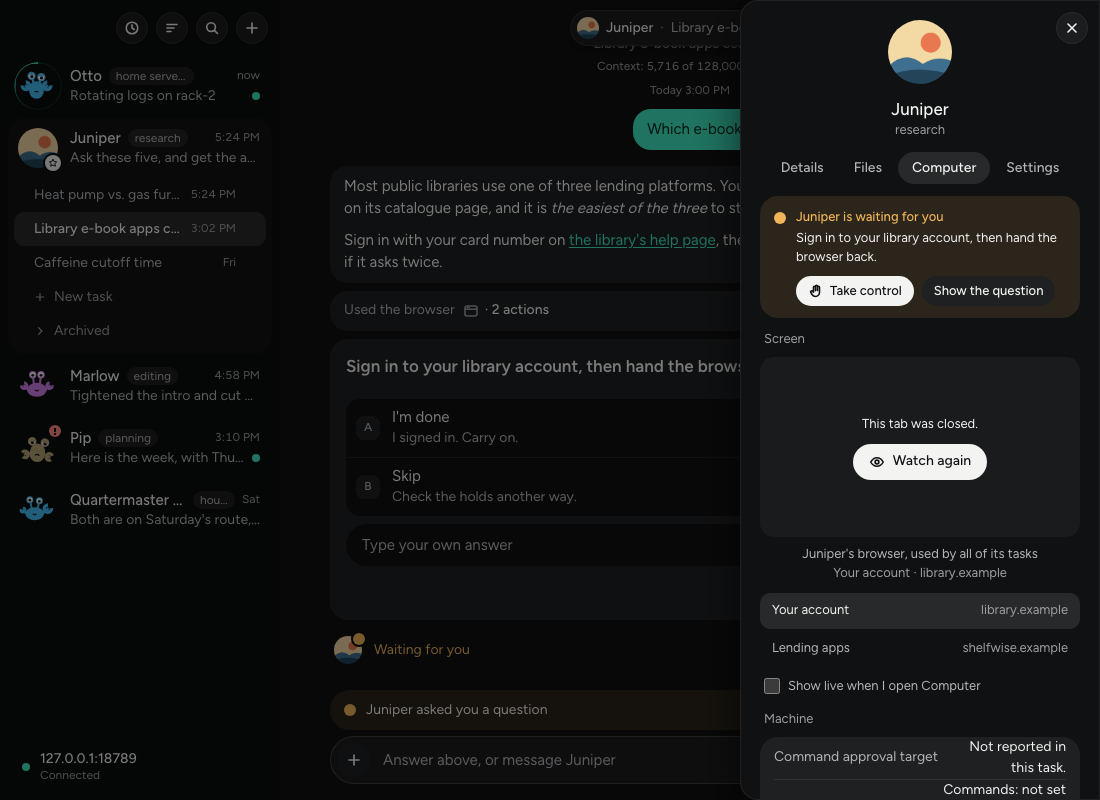 Otto home serve... now
Rotating logs on rack-2
Juniper research 5:24 PM
Ask these five, and get the a...
Heat pump vs. gas fur... 5:24 PM
Library e-book apps c... 3:02 PM
Caffeine cutoff time Fri
New task
Archived
Marlow editing 4:58 PM
Tightened the intro and cut ...
Pip planning 3:10 PM
Here is the week, with Thu...
Quartermaster ... hou... Sat
Both are on Saturday's route,...
127.0.0.1:18789
Connected
Juniper · Library e-b
Context: 5,716 of 128,000
Today 3:00 PM
Which e-book
Most public libraries use one of three lending platforms. You
on its catalogue page, and it is the easiest of the three to st
Sign in with your card number on the library's help page, the
if it asks twice.
Used the browser · 2 actions
Sign in to your library account, then hand the brows
A I'm done
I signed in. Carry on.
B Skip
Check the holds another way.
Type your own answer
Waiting for you
Juniper asked you a question
Answer above, or message Juniper
Juniper
research
Details Files Computer Settings
Juniper is waiting for you
Sign in to your library account, then hand the
browser back.
Take control Show the question
Screen
This tab was closed.
Watch again
Juniper's browser, used by all of its tasks
Your account · library.example
Your account library.example
Lending apps shelfwise.example
Show live when I open Computer
Machine
Command approval target Not reported in
this task.
Commands: not set